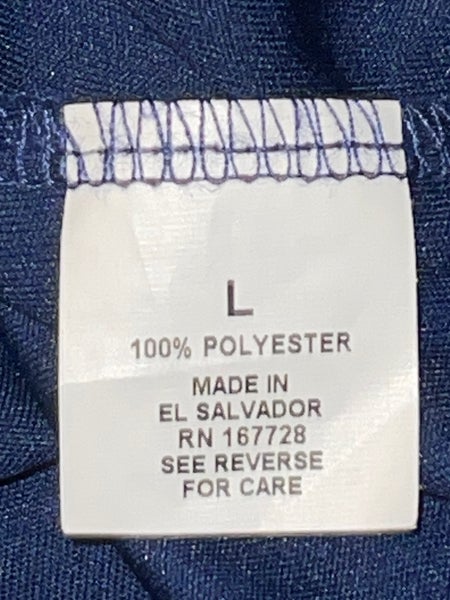 L
100% POLYESTER
MADE IN
EL SALVADOR
RN 167728
SEE REVERSE
FOR CARE